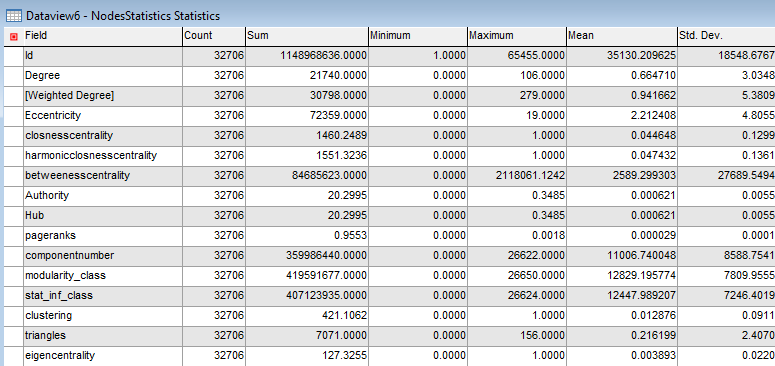 Dataview6 - NodesStatistics Statistics
Field Count Sum Minimum Maximum Mean Std. Dev.
Id 32706 1148968636.0000 1.0000 65455.0000 35130.209625 18548.6767
Degree 32706 21740.0000 0.0000 106.0000 0.664710 3.0348
[Weighted Degree] 32706 30798.0000 0.0000 279.0000 0.941662 5.3809
Eccentricity 32706 72359.0000 0.0000 19.0000 2.212408 4.8055
closnesscentrality 32706 1460.2489 0.0000 1.0000 0.044648 0.1299
harmonicclosnesscentrality 32706 1551.3236 0.0000 1.0000 0.047432 0.1361
betweenesscentrality 32706 84685623.0000 0.0000 2118061.1242 2589.299303 27689.5494
Authority 32706 20.2995 0.0000 0.3485 0.000621 0.0055
Hub 32706 20.2995 0.0000 0.3485 0.000621 0.0055
pageranks 32706 0.9553 0.0000 0.0018 0.000029 0.0001
componentnumber 32706 359986440.0000 0.0000 26622.0000 11006.740048 8588.7541
modularity_class 32706 419591677.0000 0.0000 26650.0000 12829.195774 7809.9555
stat_inf_class 32706 407123935.0000 0.0000 26624.0000 12447.989207 7246.4019
clustering 32706 421.1062 0.0000 1.0000 0.012876 0.0911
triangles 32706 7071.0000 0.0000 156.0000 0.216199 2.4070
eigencentrality 32706 127.3255 0.0000 1.0000 0.003893 0.0220